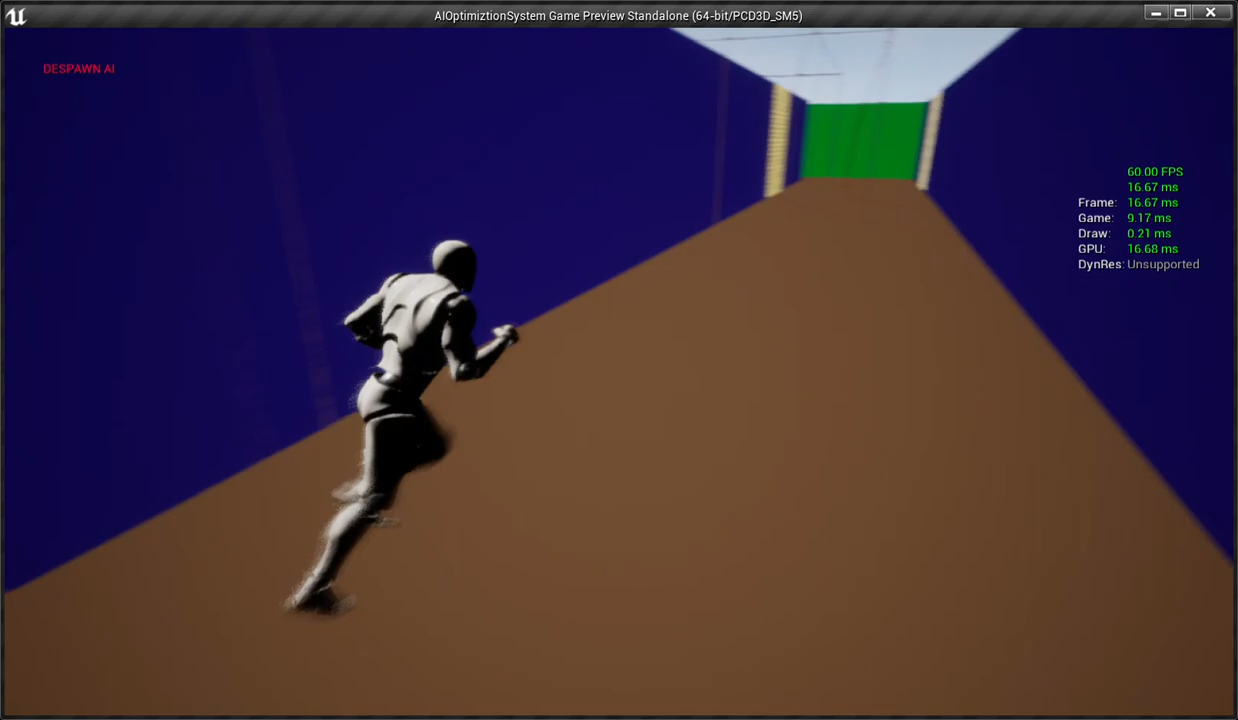 AIOptimiztionSystem Game Preview Standalone (64-bit/PCD3D_SM5)
DESPAWN AI
60.00 FPS
16.67 ms
Frame: 16.67 ms
Game: 9.17 ms
Draw: 0.21 ms
GPU: 16.68 ms
DynRes: Unsupported